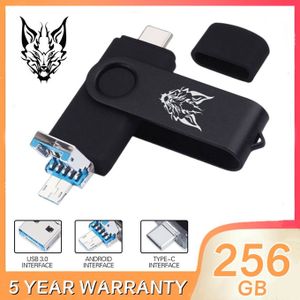 USB 3.0
INTERFACE
ANDROID
INTERFACE
TYPE-C
INTERFACE
5 YEAR WARRANTY
256
GB